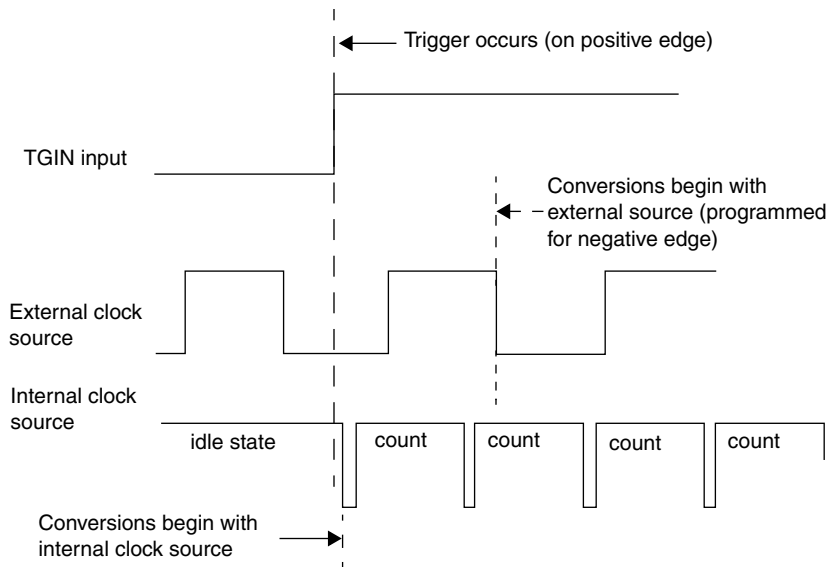 Trigger occurs (on positive edge)
TGIN input
Conversions begin with
external source (programmed
for negative edge)
External clock
source
Internal clock
source
idle state
count
count
count
count
Conversions begin with
internal clock source